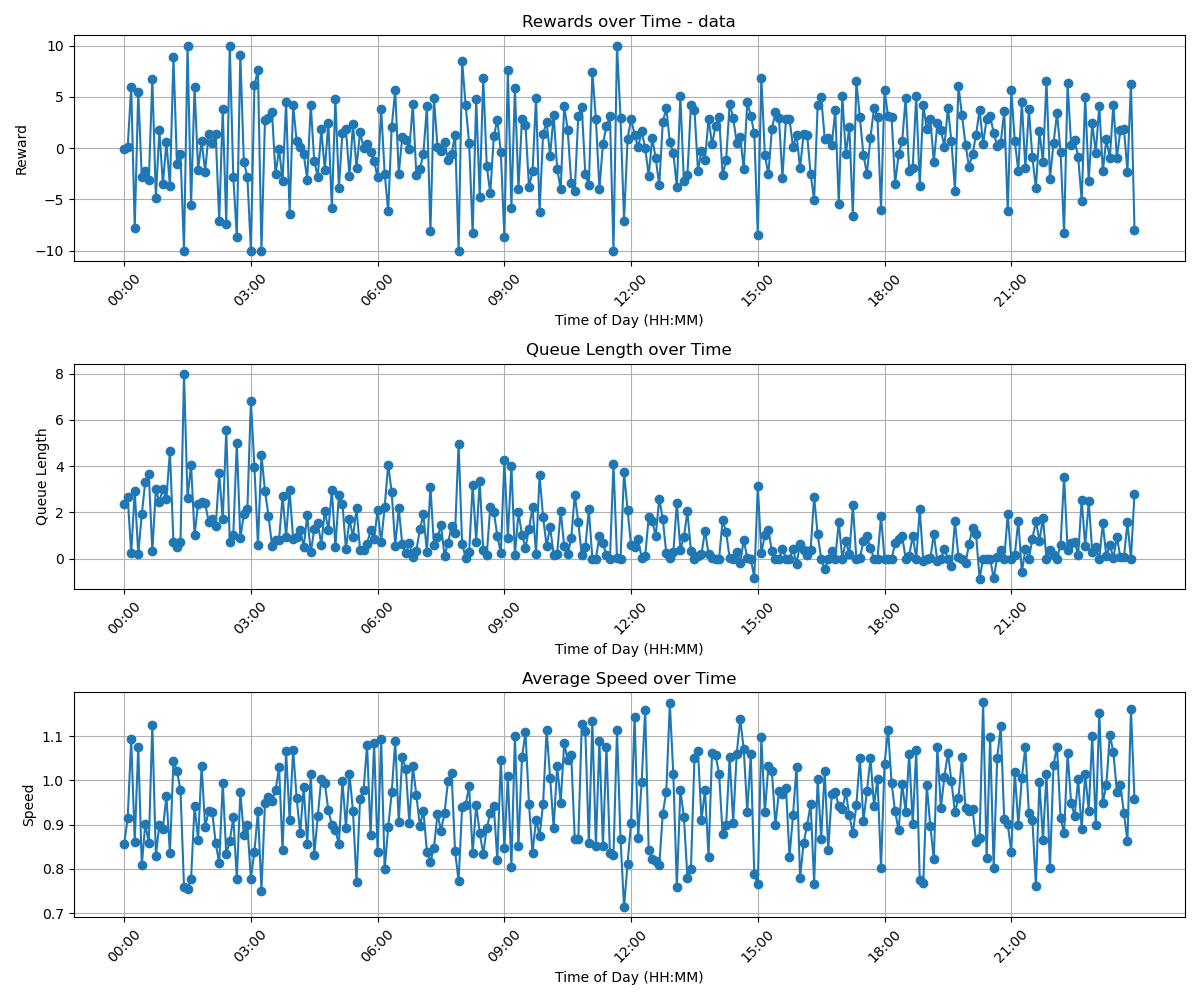 Rewards over Time - data
10
5
0
−5
−10
Reward
00:00 03:00 06:00 09:00 12:00 15:00 18:00 21:00
Time of Day (HH:MM)
Queue Length over Time
8
6
4
2
0
Queue Length
00:00 03:00 06:00 09:00 12:00 15:00 18:00 21:00
Time of Day (HH:MM)
Average Speed over Time
1.1
1.0
0.9
0.8
0.7
Speed
00:00 03:00 06:00 09:00 12:00 15:00 18:00 21:00
Time of Day (HH:MM)